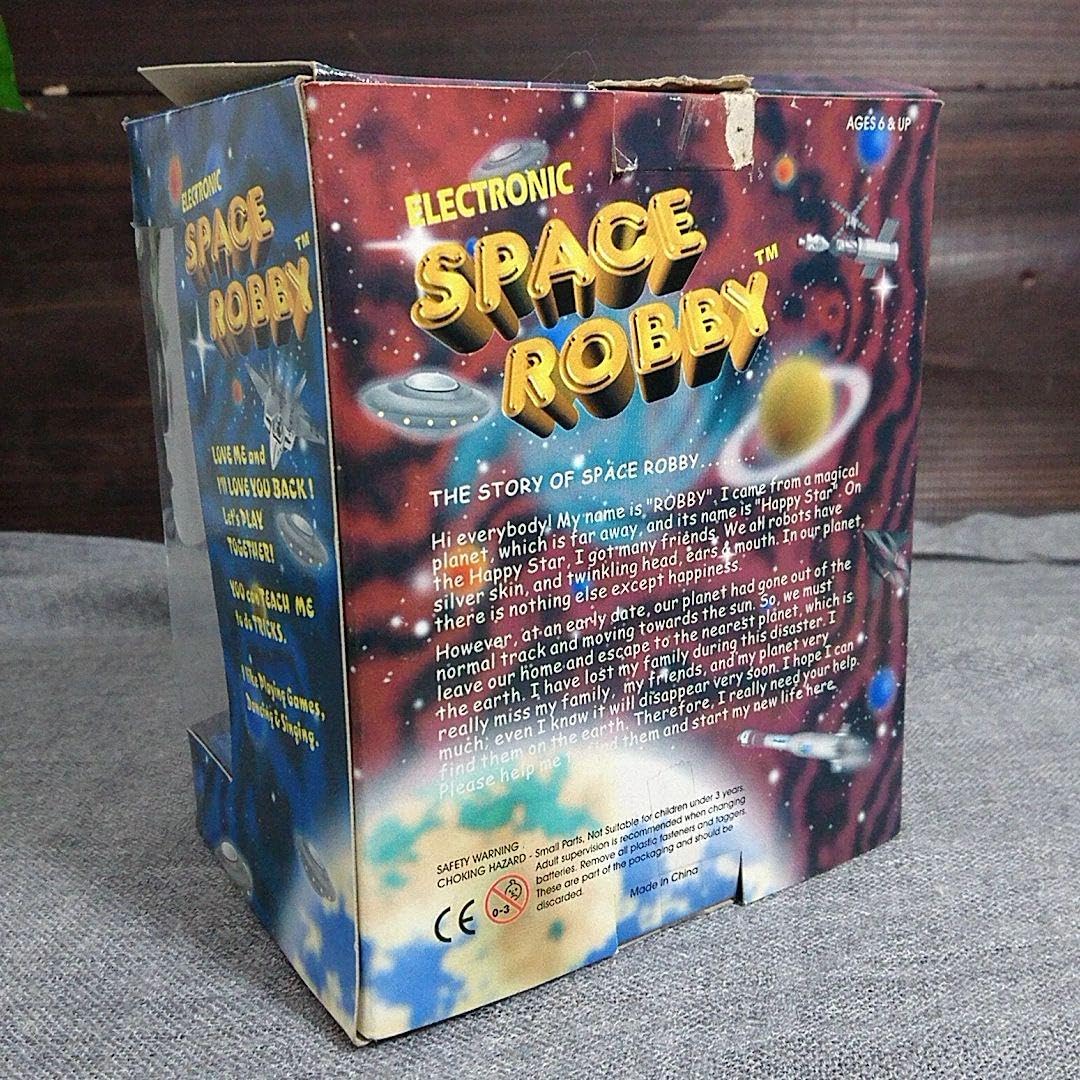 ELECTRONIC
SPACE
ROBBY™
LOVE ME and
I'll LOVE YOU BACK!
Let's PLAY
TOGETHER!
YOU can TEACH ME
to do TRICKS.
I like Playing Games,
Dancing & Singing.
AGES 6 & UP
ELECTRONIC
SPACE
ROBBY™
THE STORY OF SPACE ROBBY........
Hi everybody! My name is "ROBBY", I came from a magical
planet, which is far away, and its name is "Happy Star". On
the Happy Star, I got many friends. We all robots have
silver skin, and twinkling head, ears & mouth. In our planet,
there is nothing else except happiness.
However, at an early date, our planet had gone out of the
normal track and moving towards the sun. So, we must
leave our home and escape to the nearest planet, which is
the earth. I have lost my family during this disaster. I
really miss my family, my friends, and my planet very
much; even I know it will disappear very soon. I hope I can
find them on the earth. Therefore, I really need your help.
Please help me find them and start my new life here.
SAFETY WARNING.
CHOKING HAZARD - Small Parts. Not Suitable for children under 3 years.
Adult supervision is recommended when changing
batteries. Remove all plastic fasteners and taggers.
These are part of the packaging and should be
discarded.
CE
0-3
Made in China